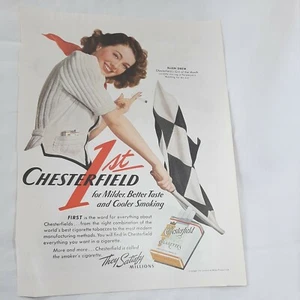 1st
CHESTERFIELD
for Milder, Better Taste
and Cooler Smoking
FIRST is the word for everything about
Chesterfields... from the right combination of the
world's best cigarette tobaccos to the most modern
manufacturing methods. You will find in Chesterfield
everything you want in a cigarette.
More and more... Chesterfield is called
the smoker's cigarette
They Satisfy
MILLIONS
Chesterfield
CIGARETTES